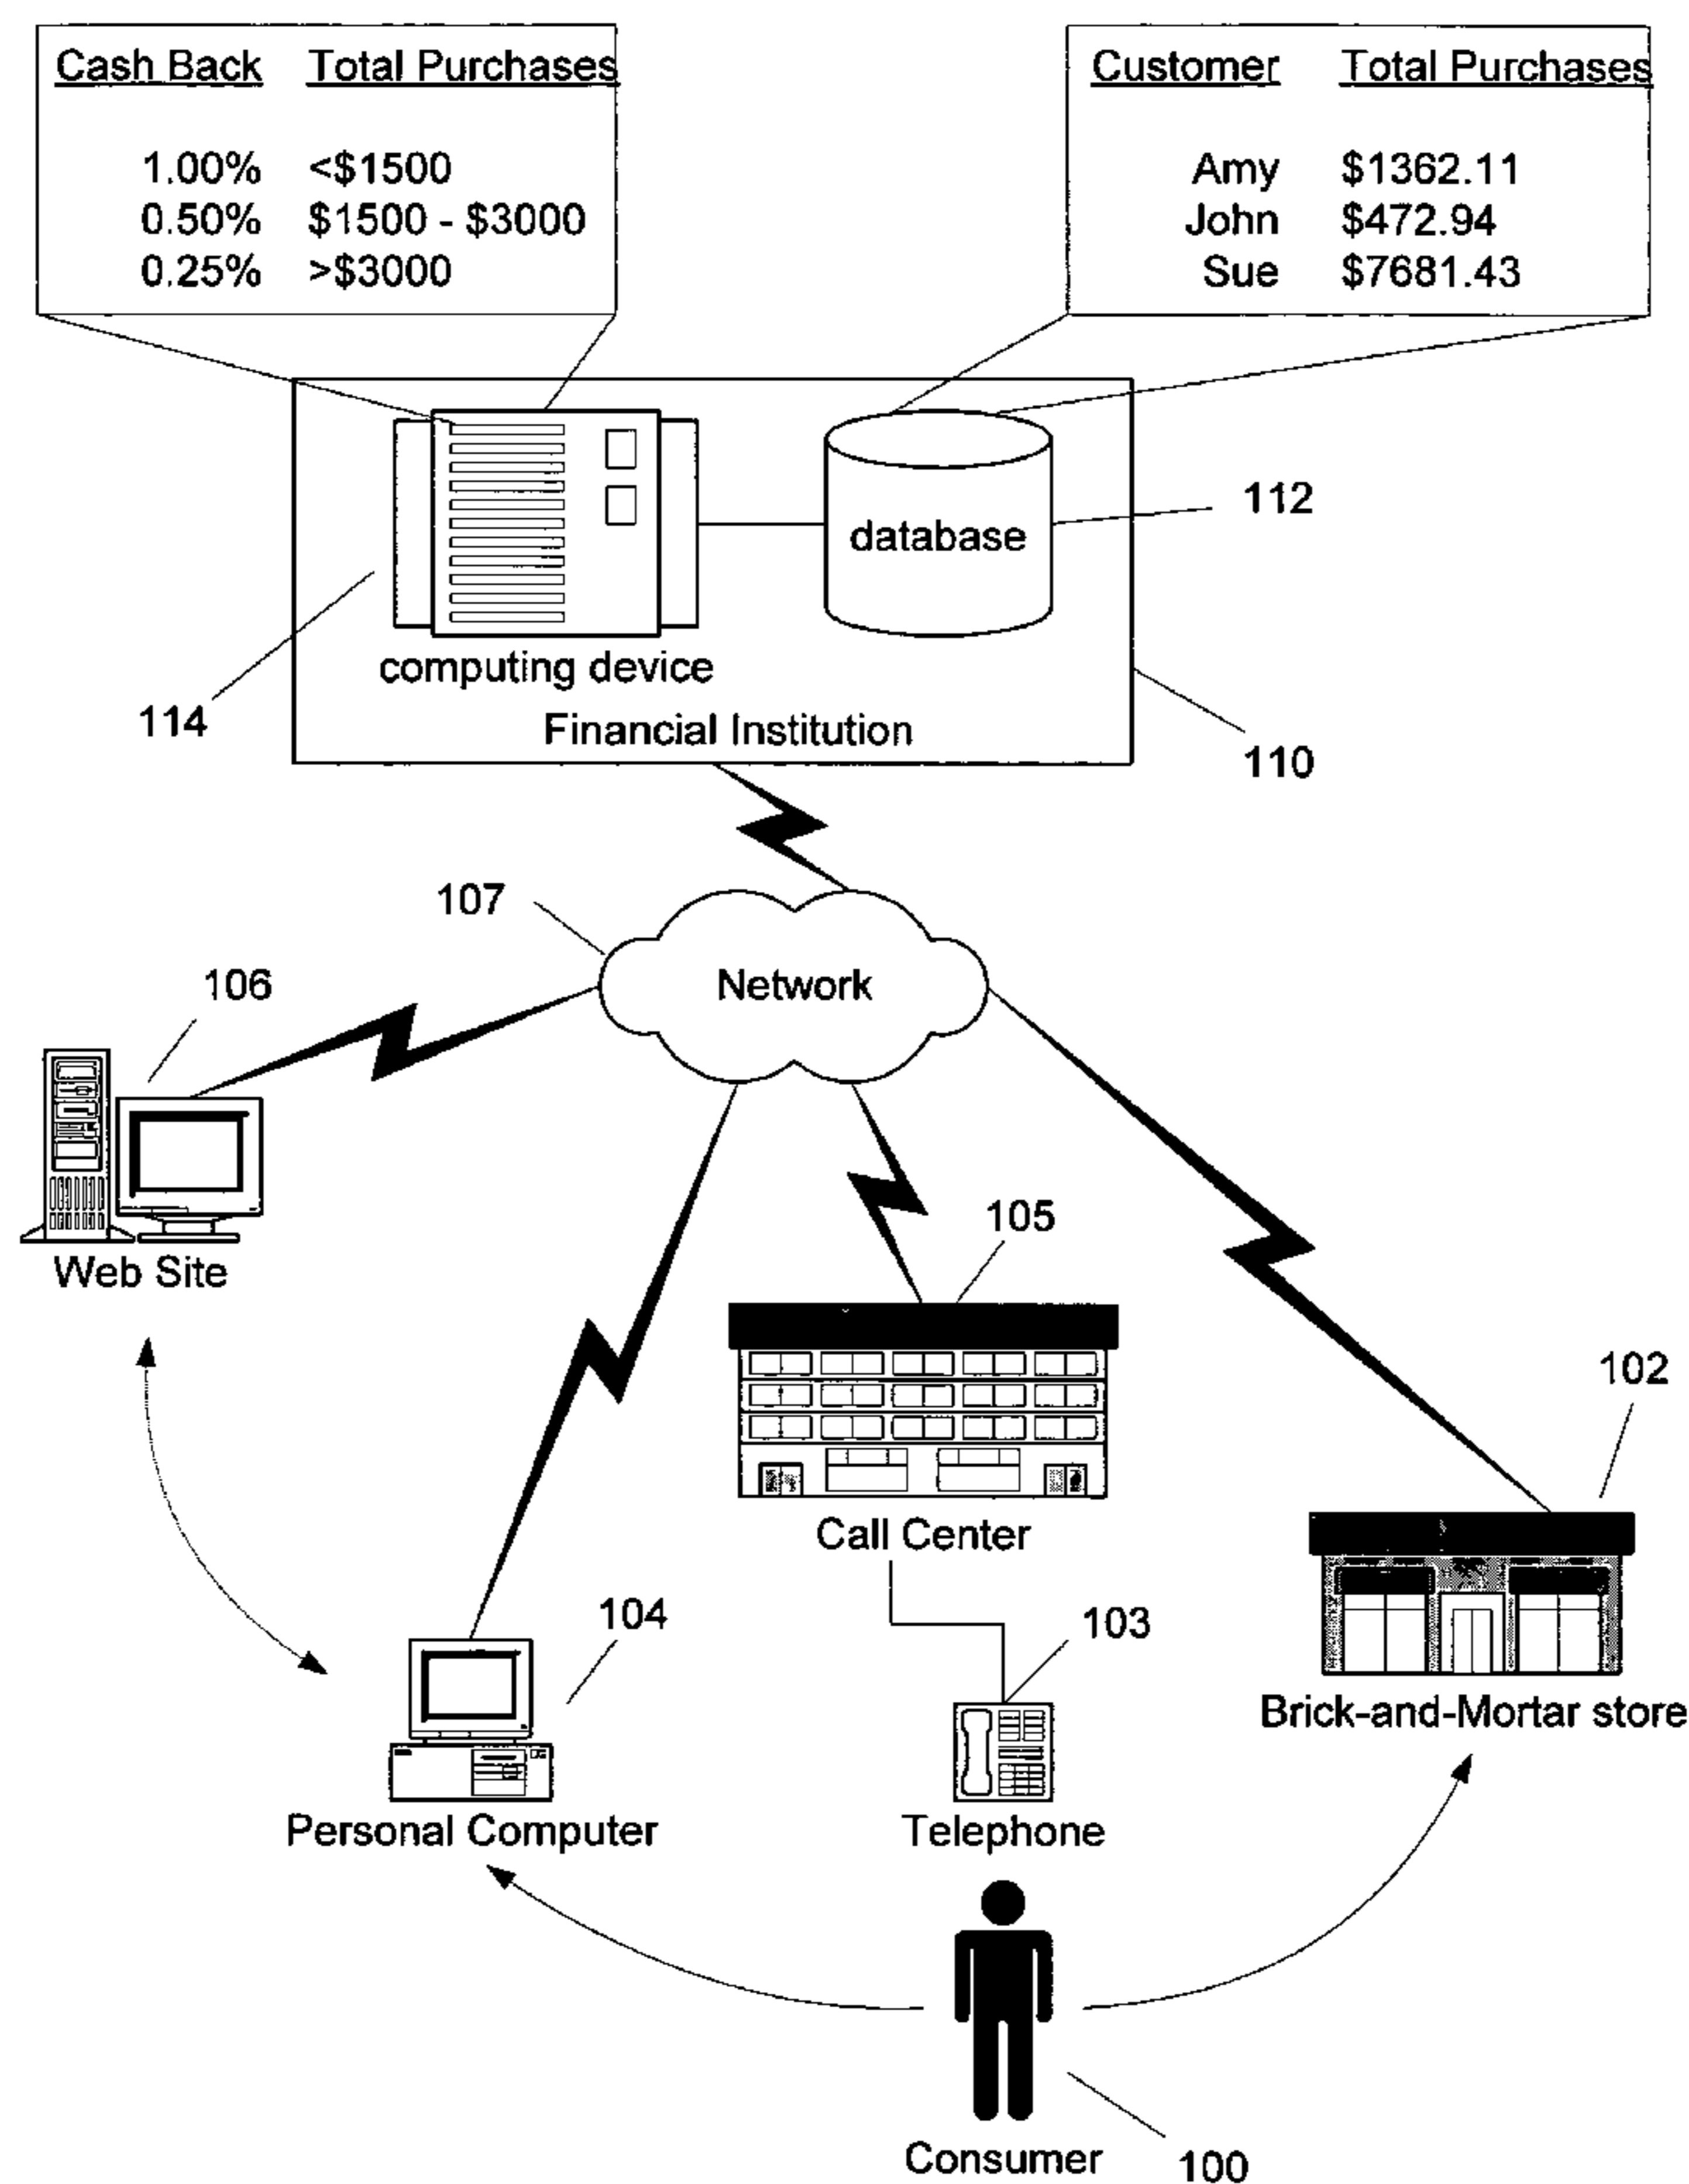 Cash Back Total Purchases
1.00% <$1500
0.50% $1500 - $3000
0.25% >$3000
Customer Total Purchases
Amy $1362.11
John $472.94
Sue $7681.43
database
112
computing device
114
Financial Institution
110
107
Network
106
Web Site
105
Call Center
102
Brick-and-Mortar store
104
Personal Computer
103
Telephone
Consumer
100